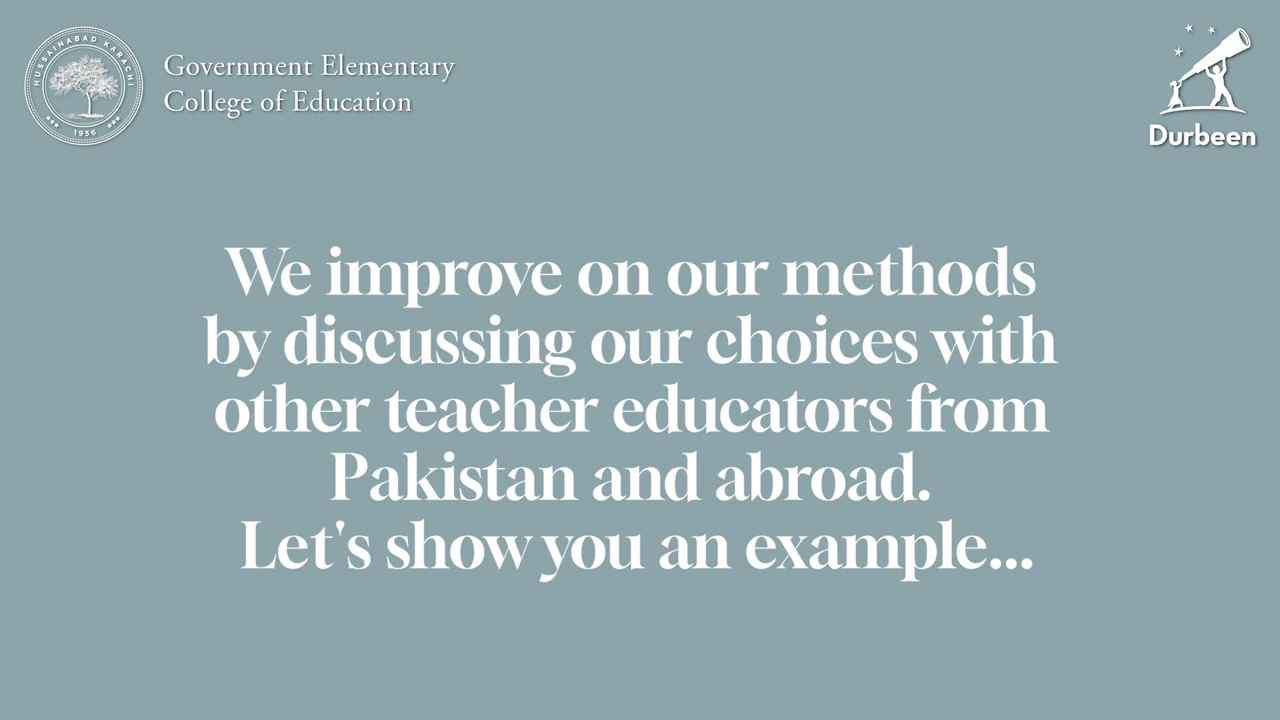 HUSSAINABAD KARACHI
1956
Government Elementary
College of Education
Durbeen
We improve on our methods
by discussing our choices with
other teacher educators from
Pakistan and abroad.
Let's show you an example...